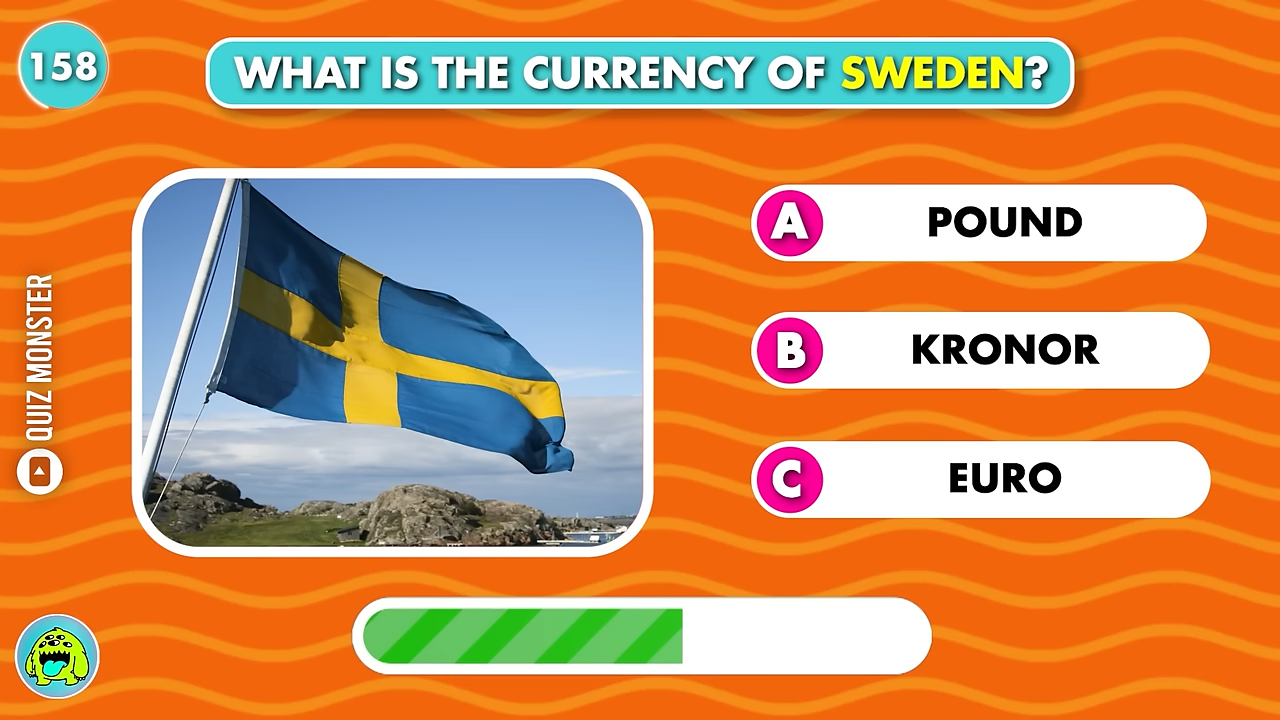 158
WHAT IS THE CURRENCY OF SWEDEN?
A POUND
B KRONOR
C EURO
QUIZ MONSTER